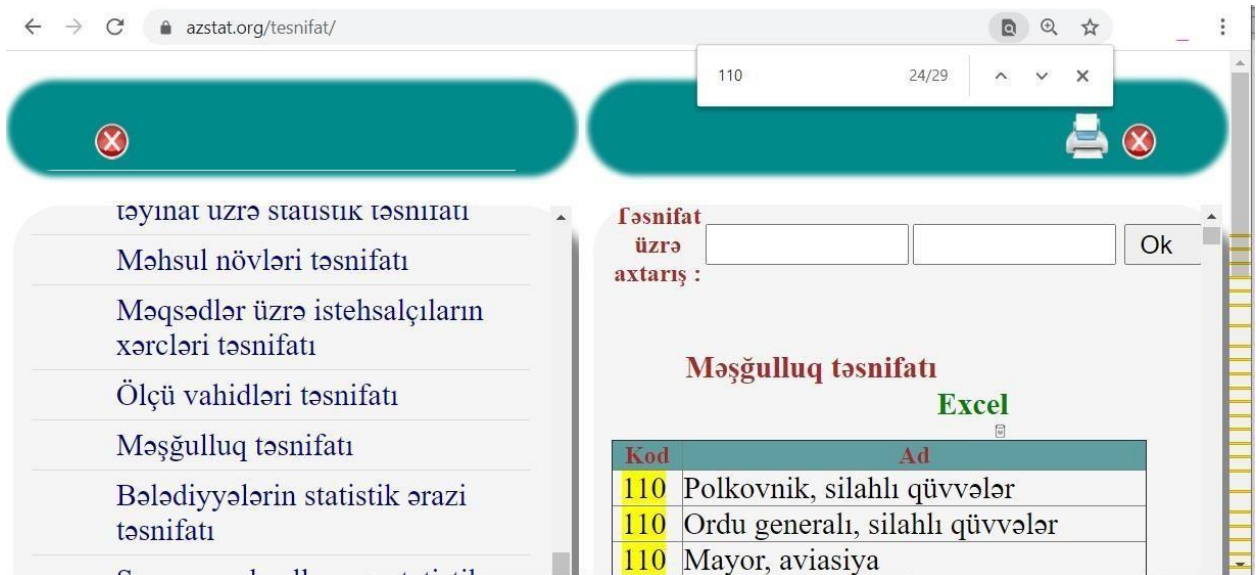 azstat.org/tesnifat/
110 24/29
təyinat üzrə statistik təsnifatı
Məhsul növləri təsnifatı
Məqsədlər üzrə istehsalçıların
xərcləri təsnifatı
Ölçü vahidləri təsnifatı
Məşğulluq təsnifatı
Bələdiyyələrin statistik ərazi
təsnifatı
Təsnifat
üzrə
axtarış :
Ok
Məşğulluq təsnifatı
Excel
Kod Ad
110 Polkovnik, silahlı qüvvələr
110 Ordu generalı, silahlı qüvvələr
110 Mayor, aviasiya